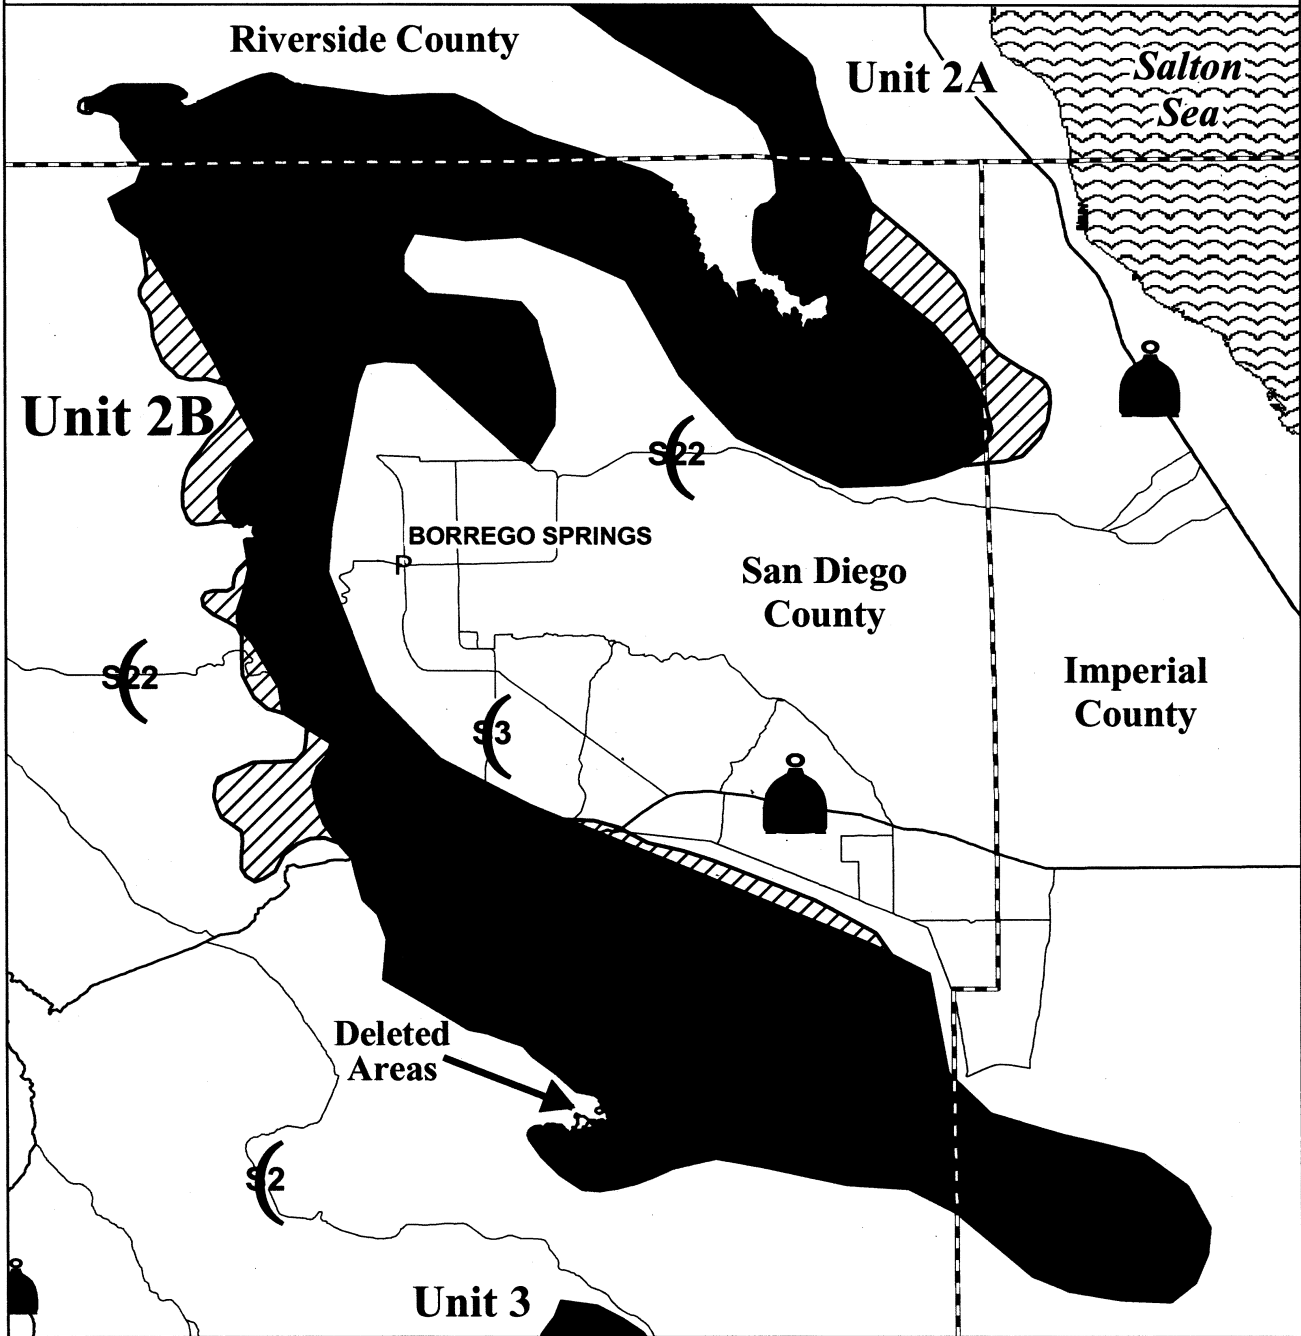 Riverside County
Unit 2A
Salton
Sea
Unit 2B
S22
BORREGO SPRINGS
P
San Diego
County
S22
Imperial
County
S3
Deleted
Areas
S2
Unit 3